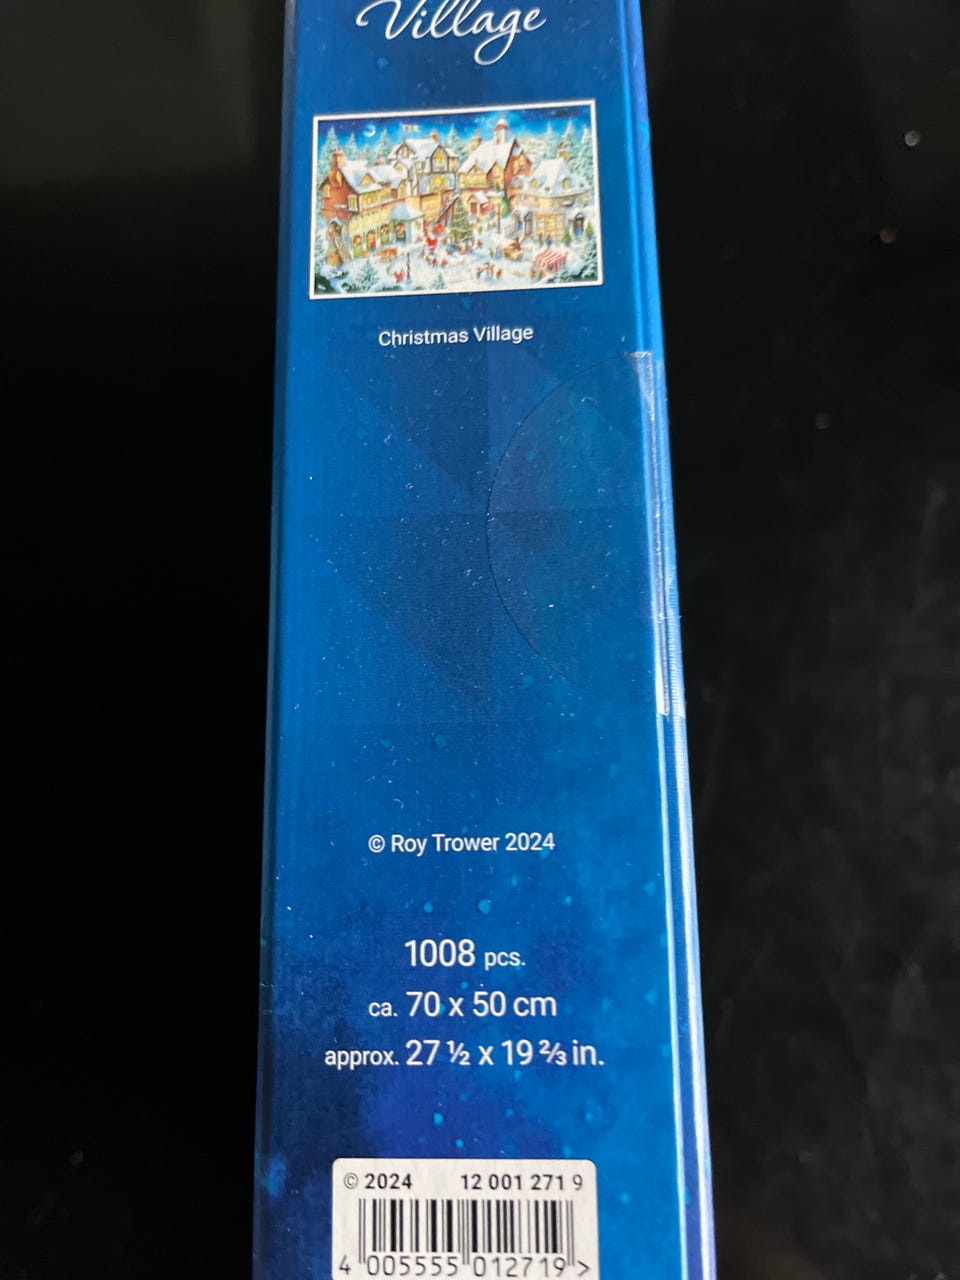 Village
Christmas Village
© Roy Trower 2024
1008 pcs.
ca. 70 x 50 cm
approx. 27 ½ x 19 ⅔ in.
© 2024 12 001 271 9
4 005555 012719 >